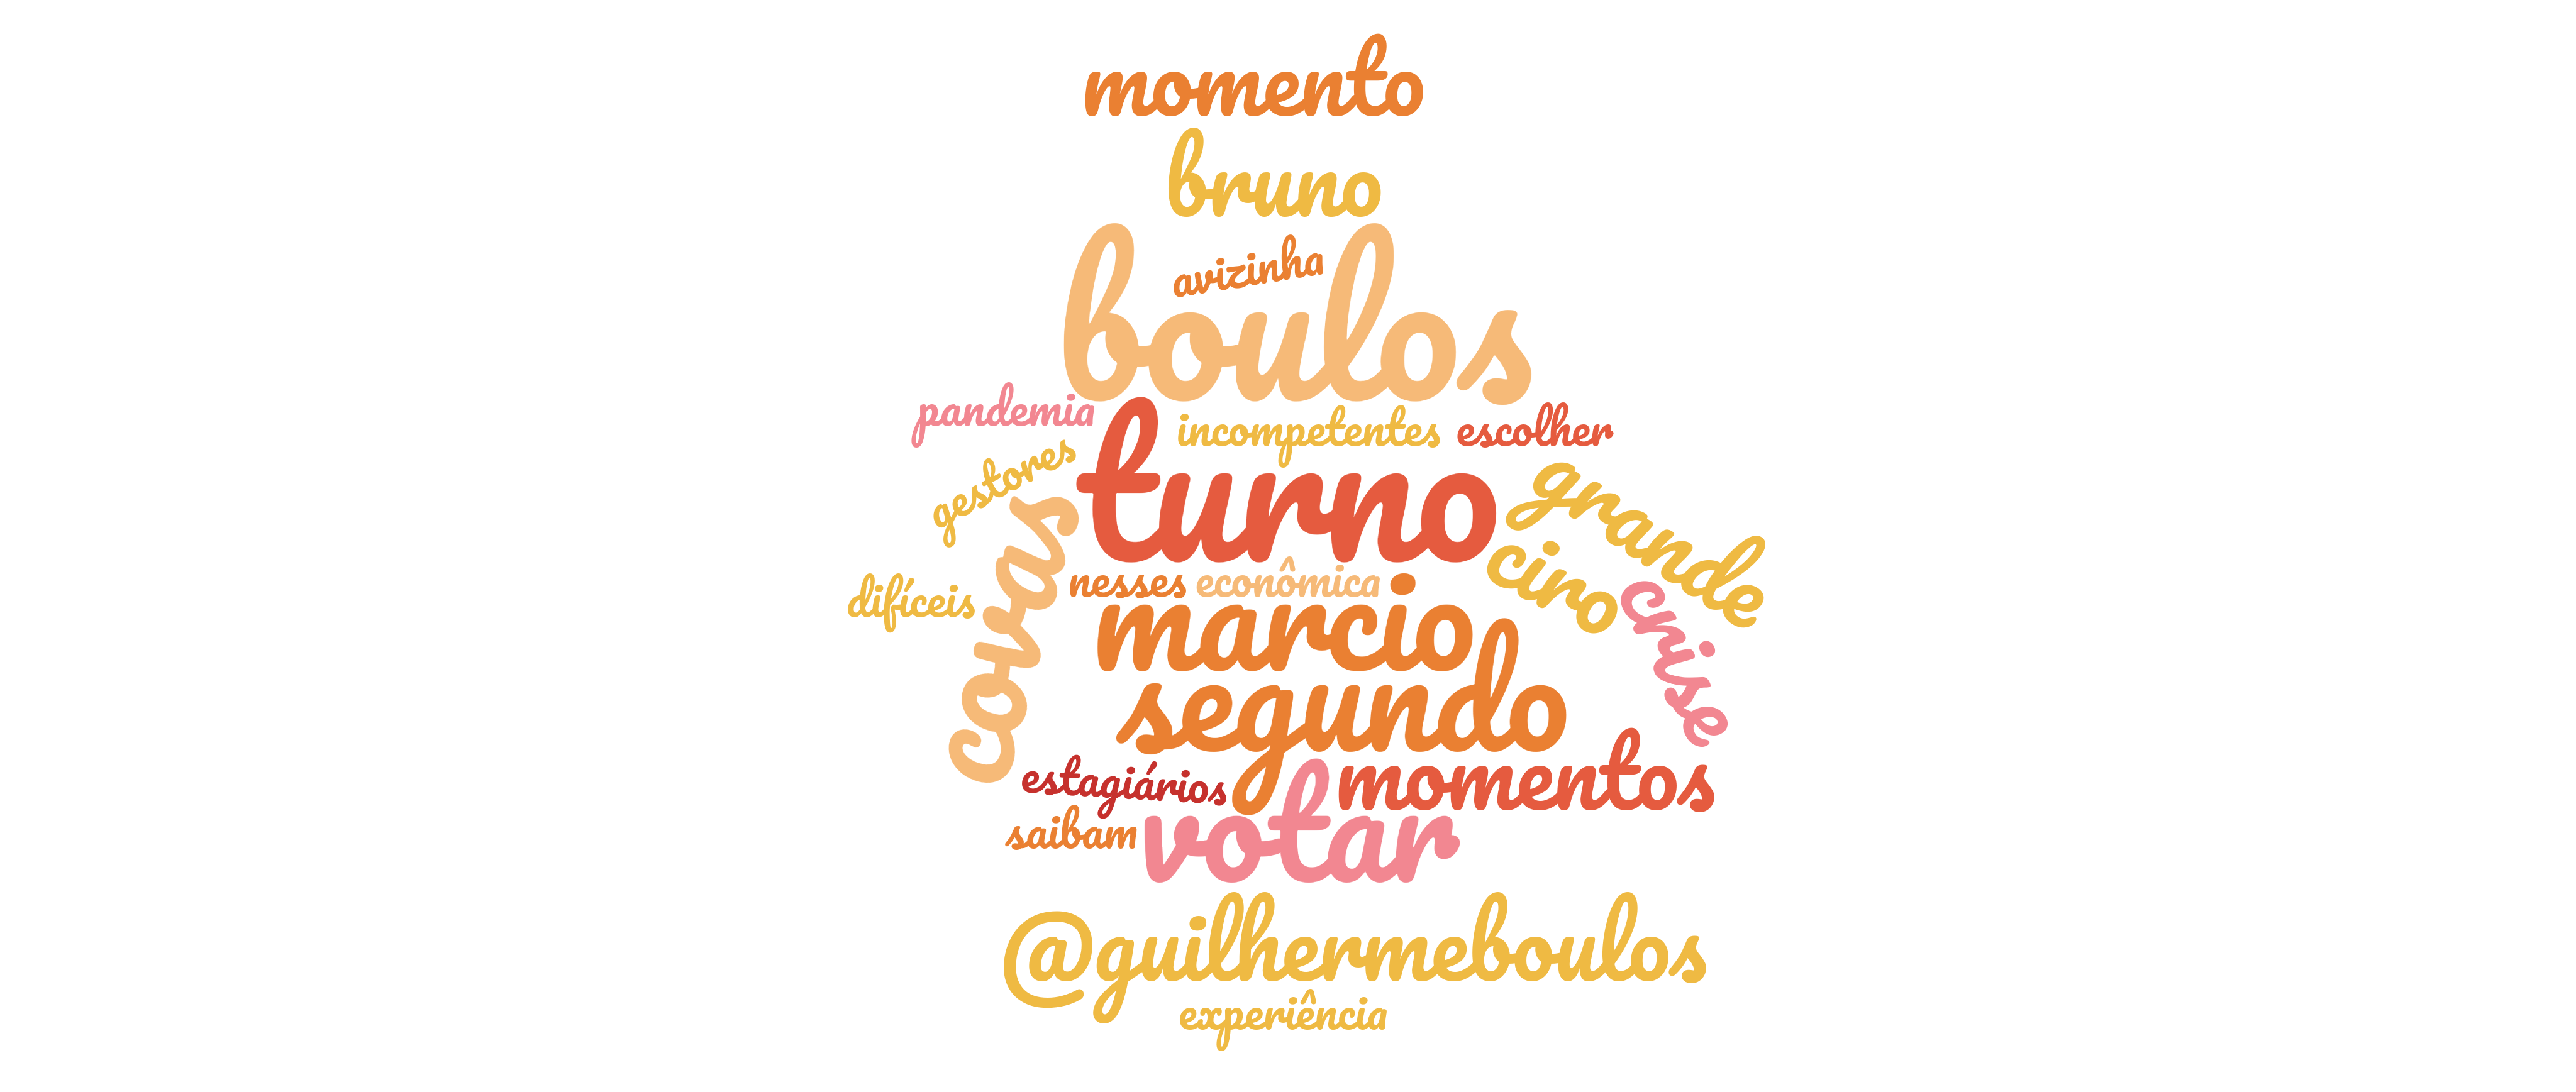 momento
bruno
avizinha
boulos
pandemia
incompetentes
escolher
gestores
turno
grande
covas
ciro
nesses
econômica
difíceis
marcio
crise
segundo
momentos
estagiários
saibam
votar
@guilhermeboulos
experiência